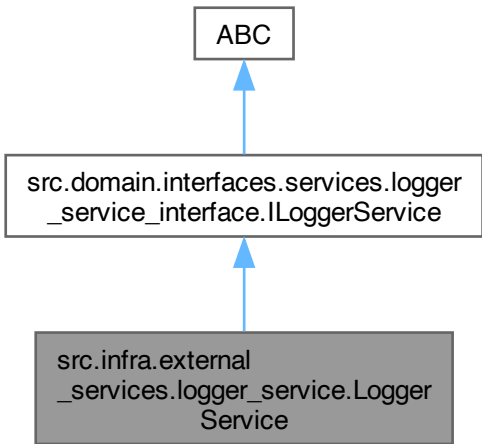 ABC
src.domain.interfaces.services.logger
_service_interface.ILoggerService
src.infra.external
_services.logger_service.Logger
Service